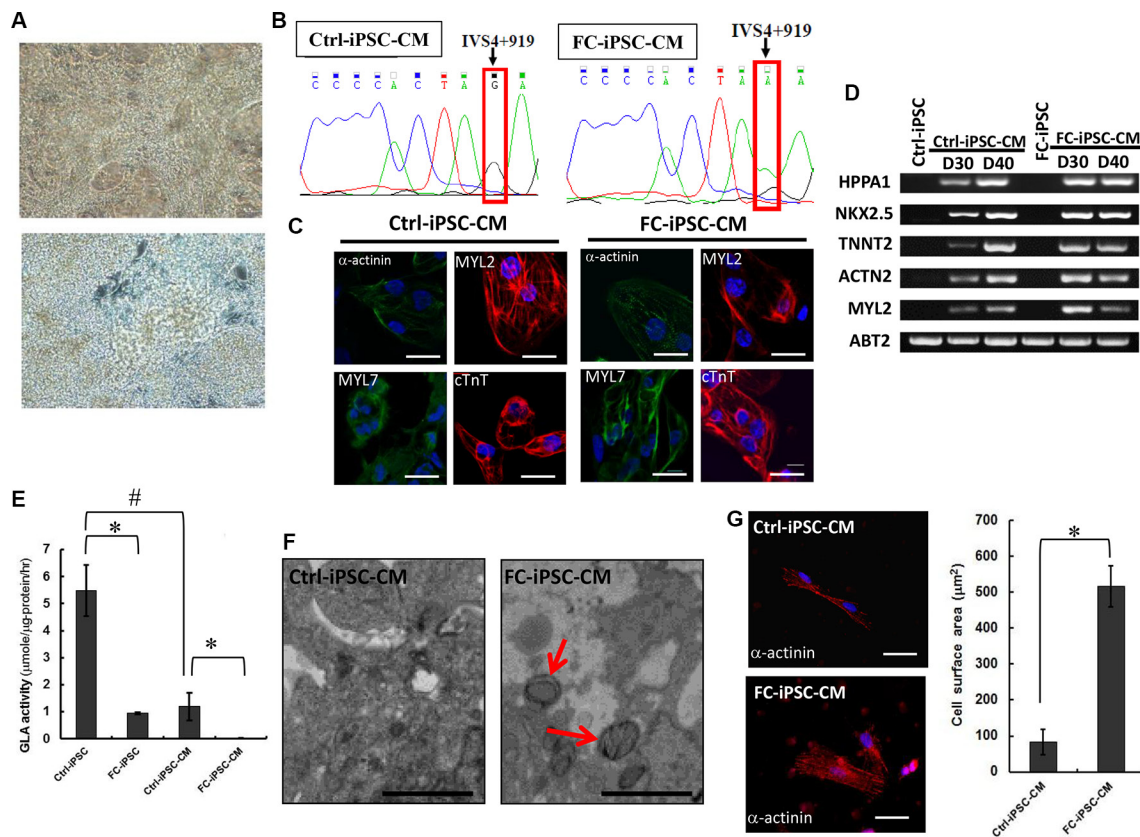 A
B
Ctrl-iPSC-CM
IVS4+919
C C C C A C T A G A
FC-iPSC-CM
IVS4+919
C C C C A C T A A A
C
Ctrl-iPSC-CM
FC-iPSC-CM
α-actinin
MYL2
α-actinin
MYL2
MYL7
cTnT
MYL7
cTnT
D
Ctrl-iPSC
Ctrl-iPSC-CM
D30 D40
FC-iPSC
FC-iPSC-CM
D30 D40
HPPA1
NKX2.5
TNNT2
ACTN2
MYL2
ABT2
E
#
*
*
GLA activity (μmole/μg-protein/hr)
7
6
5
4
3
2
1
0
Ctrl-iPSC
FC-iPSC
Ctrl-iPSC-CM
FC-iPSC-CM
F
Ctrl-iPSC-CM
FC-iPSC-CM
G
Ctrl-iPSC-CM
α-actinin
FC-iPSC-CM
α-actinin
*
Cell surface area (μm²)
700
600
500
400
300
200
100
0
Ctrl-iPSC-CM
FC-iPSC-CM